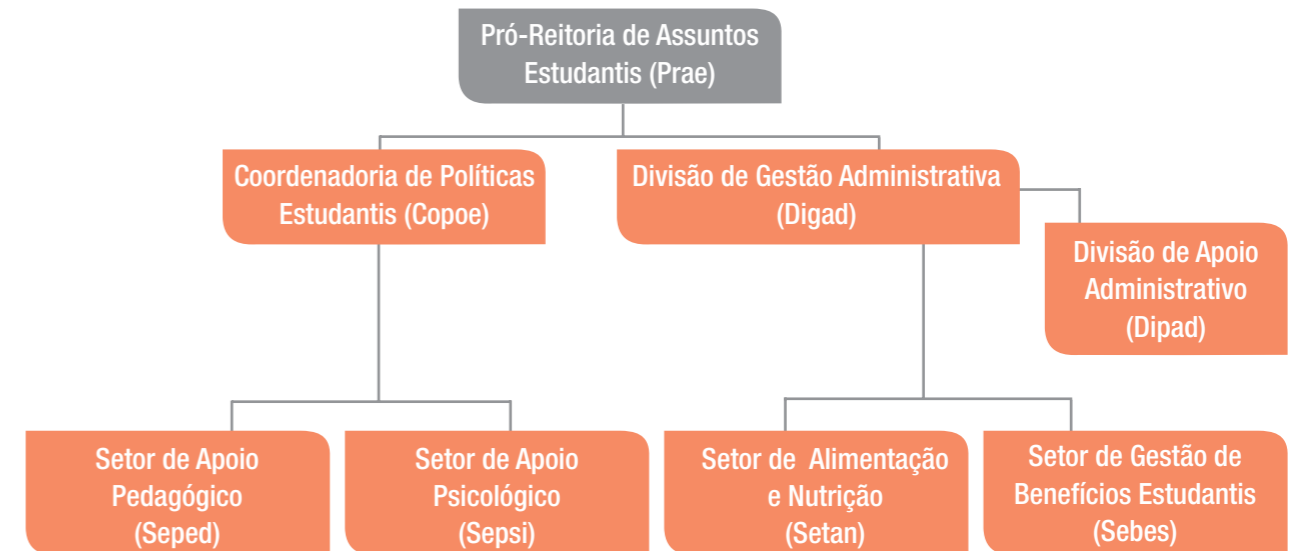 Pró-Reitoria de Assuntos
Estudantis (Prae)
Coordenadoria de Políticas
Estudantis (Copoe)
Divisão de Gestão Administrativa
(Digad)
Divisão de Apoio
Administrativo
(Dipad)
Setor de Apoio
Pedagógico
(Seped)
Setor de Apoio
Psicológico
(Sepsi)
Setor de Alimentação
e Nutrição
(Setan)
Setor de Gestão de
Benefícios Estudantis
(Sebes)